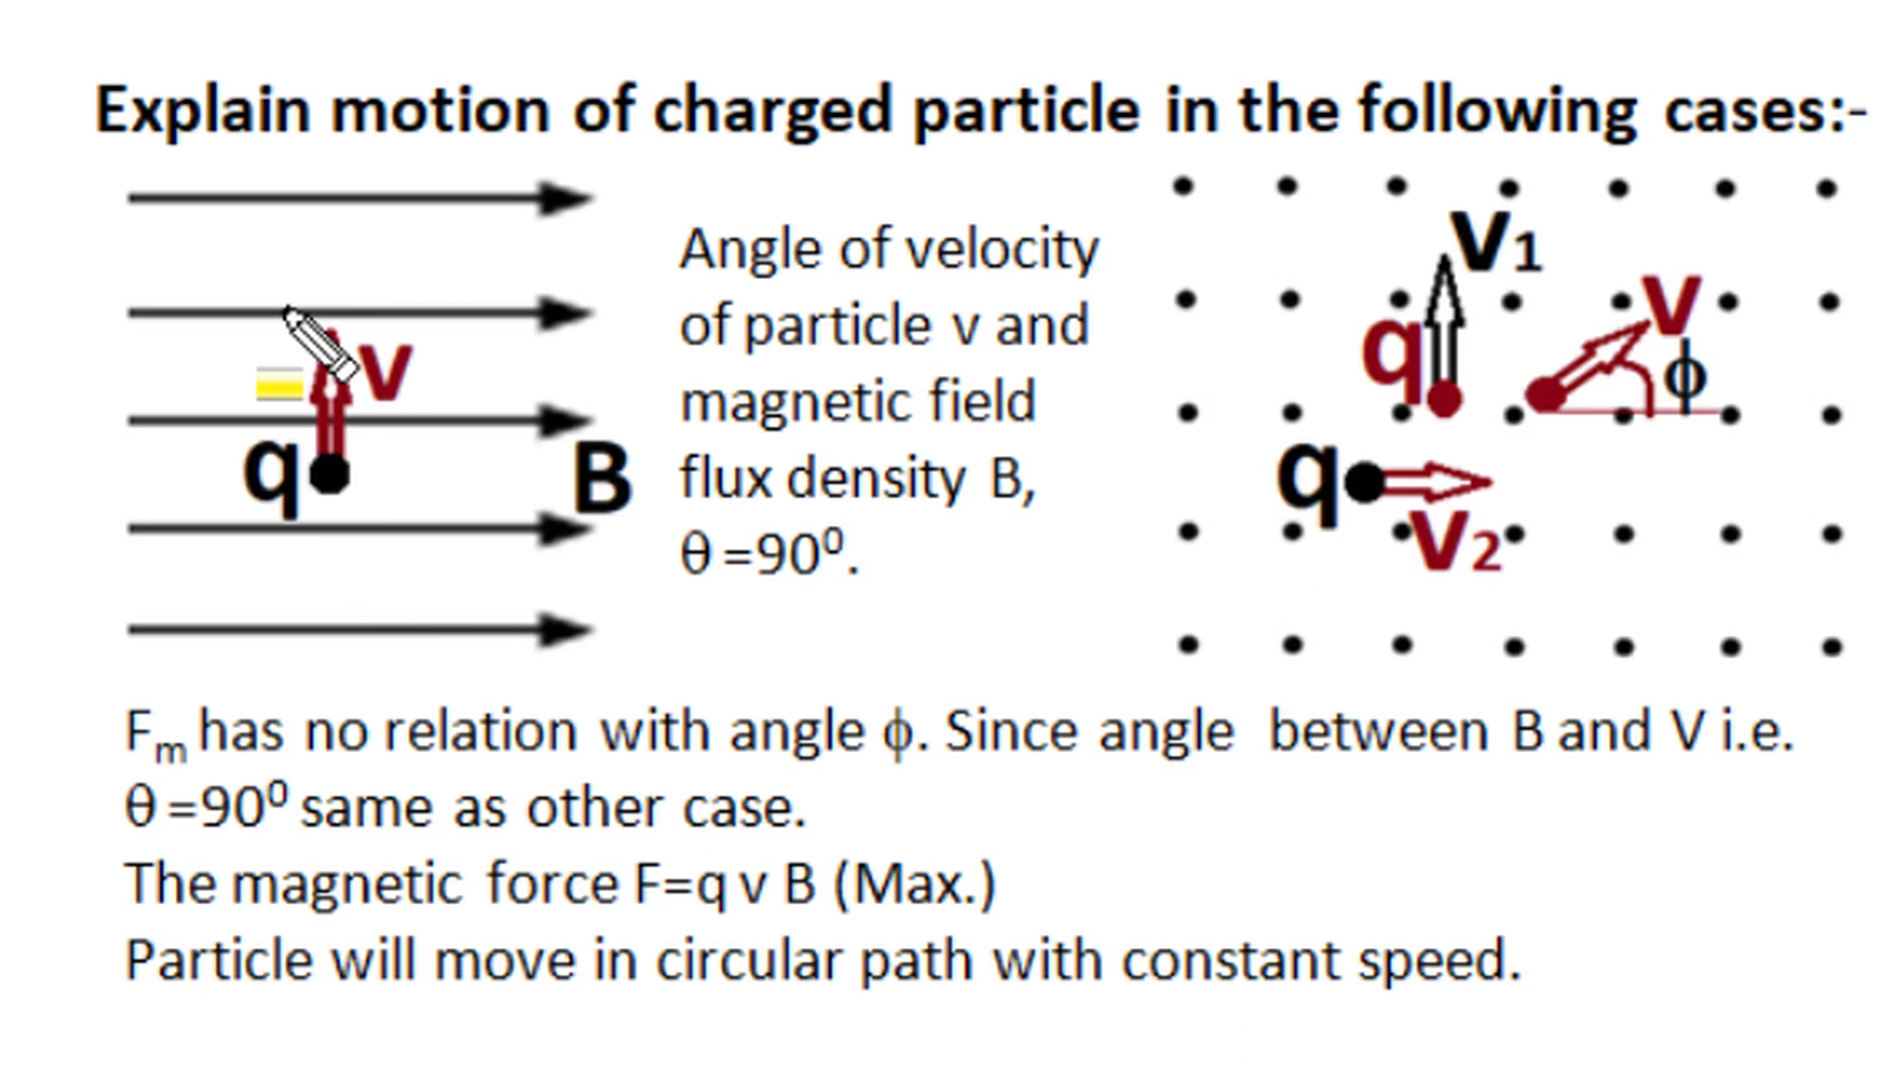 Explain motion of charged particle in the following cases:-
v
q
B
Angle of velocity
of particle v and
magnetic field
flux density B,
θ =90⁰.
v₁
q
v
ϕ
q
v₂
Fₘ has no relation with angle ϕ. Since angle between B and V i.e.
θ =90⁰ same as other case.
The magnetic force F=q v B (Max.)
Particle will move in circular path with constant speed.